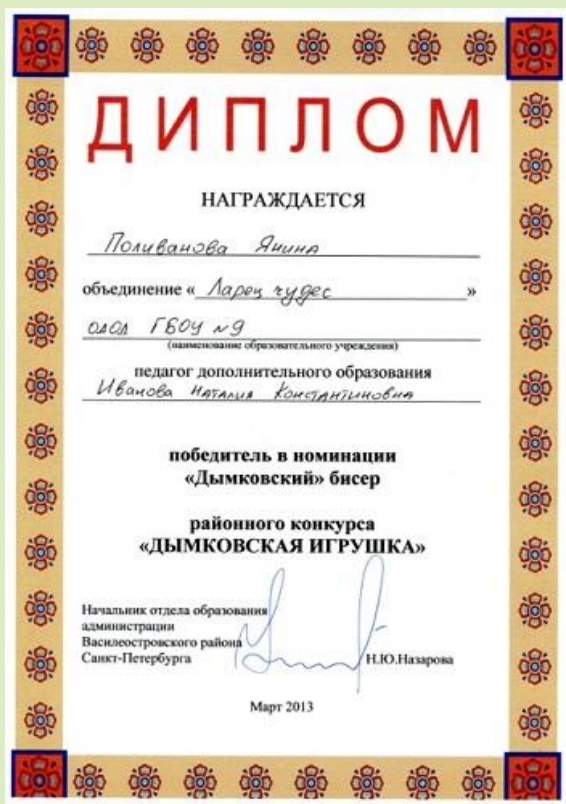 ДИПЛОМ
НАГРАЖДАЕТСЯ
Поливанова Янина
объединение « Ларец чудес »
ОДОД ГБОУ №9
(наименование образовательного учреждения)
педагог дополнительного образования
Иванова Наталия Константиновна
победитель в номинации
«Дымковский» бисер
районного конкурса
«ДЫМКОВСКАЯ ИГРУШКА»
Начальник отдела образования
администрации
Василеостровского района
Санкт-Петербурга Н.Ю.Назарова
Март 2013